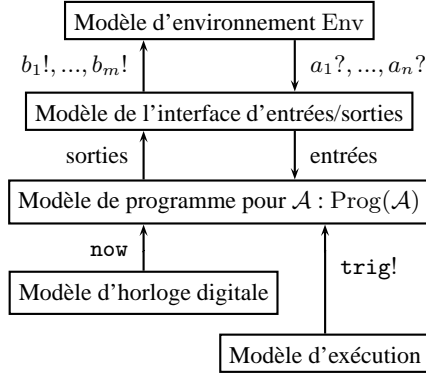 Modèle d'environnement Env
b₁!, ..., bₘ! a₁?, ..., aₙ?
Modèle de l'interface d'entrées/sorties
sorties entrées
Modèle de programme pour 𝒜 : Prog(𝒜)
now
trig!
Modèle d'horloge digitale
Modèle d'exécution